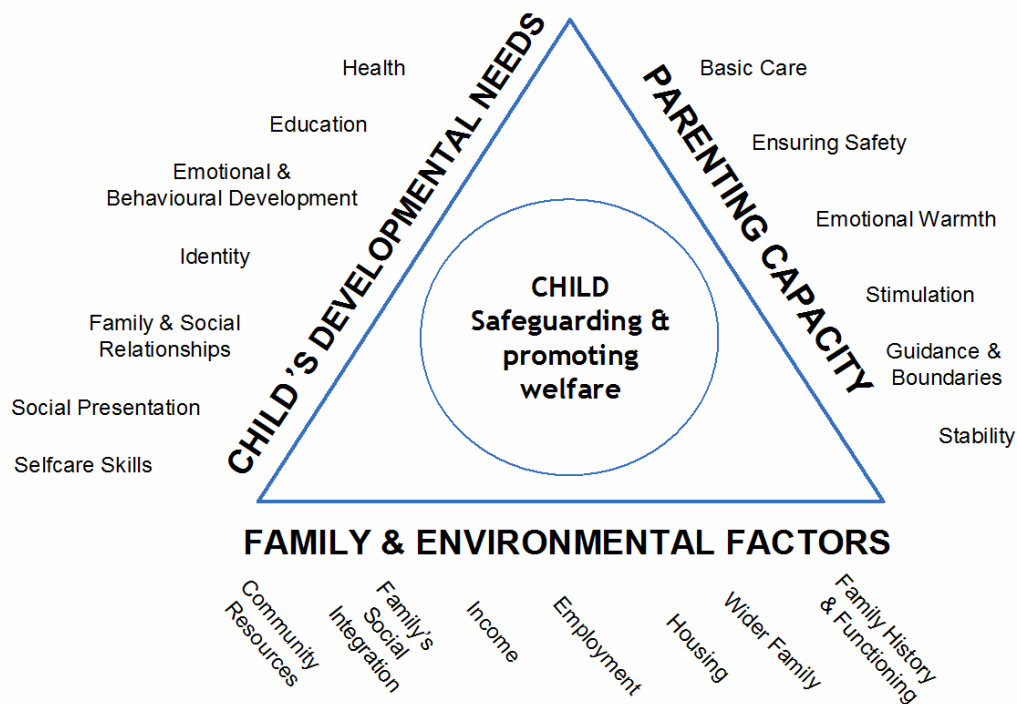 CHILD'S DEVELOPMENTAL NEEDS
Health
Education
Emotional &
Behavioural Development
Identity
Family & Social
Relationships
Social Presentation
Selfcare Skills
PARENTING CAPACITY
Basic Care
Ensuring Safety
Emotional Warmth
Stimulation
Guidance &
Boundaries
Stability
CHILD
Safeguarding &
promoting
welfare
FAMILY & ENVIRONMENTAL FACTORS
Community
Resources
Family's
Social
Integration
Income
Employment
Housing
Wider Family
Family History
& Functioning